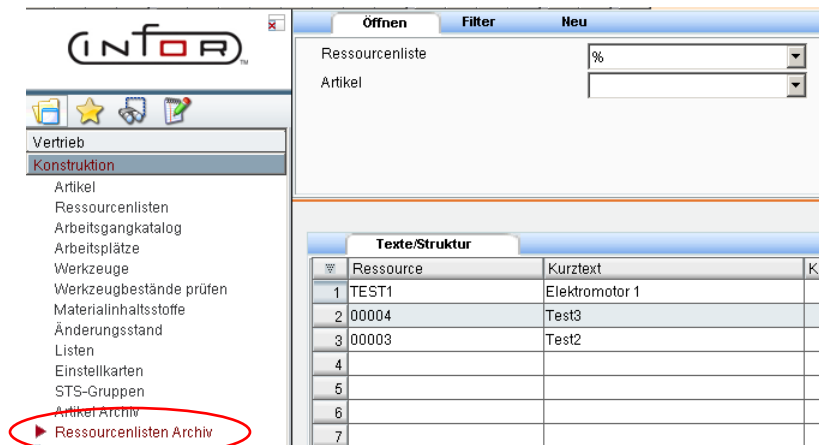 infor TM
Vertrieb
Konstruktion
Artikel
Ressourcenlisten
Arbeitsgangkatalog
Arbeitsplätze
Werkzeuge
Werkzeugbestände prüfen
Materialinhaltsstoffe
Änderungsstand
Listen
Einstellkarten
STS-Gruppen
Artikel Archiv
Ressourcenlisten Archiv
Öffnen Filter Neu
Ressourcenliste %
Artikel
Texte/Struktur
Ressource Kurztext K
1 TEST1 Elektromotor 1
2 00004 Test3
3 00003 Test2
4
5
6
7